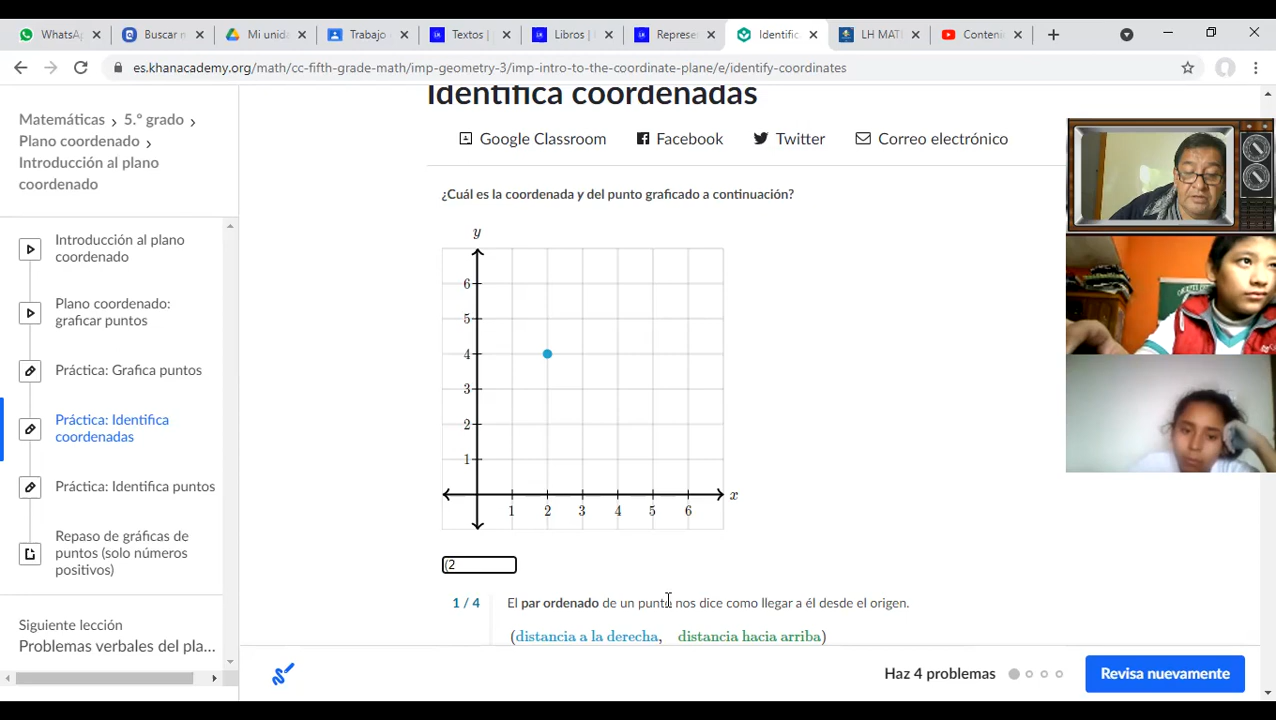 WhatsA
Buscar
Mi unid
Trabajo
Textos |
Libros |
Represe
Identific
LH MAT
Conteni
es.khanacademy.org/math/cc-fifth-grade-math/imp-geometry-3/imp-intro-to-the-coordinate-plane/e/identify-coordinates
Matemáticas > 5.º grado >
Plano coordenado >
Introducción al plano
coordenado
Introducción al plano
coordenado
Plano coordenado:
graficar puntos
Práctica: Grafica puntos
Práctica: Identifica
coordenadas
Práctica: Identifica puntos
Repaso de gráficas de
puntos (solo números
positivos)
Siguiente lección
Problemas verbales del pla...
Identifica coordenadas
Google Classroom
Facebook
Twitter
Correo electrónico
¿Cuál es la coordenada y del punto graficado a continuación?
y
6
5
4
3
2
1
1 2 3 4 5 6
x
(2
1 / 4
El par ordenado de un punto nos dice como llegar a él desde el origen.
(distancia a la derecha, distancia hacia arriba)
Haz 4 problemas
Revisa nuevamente